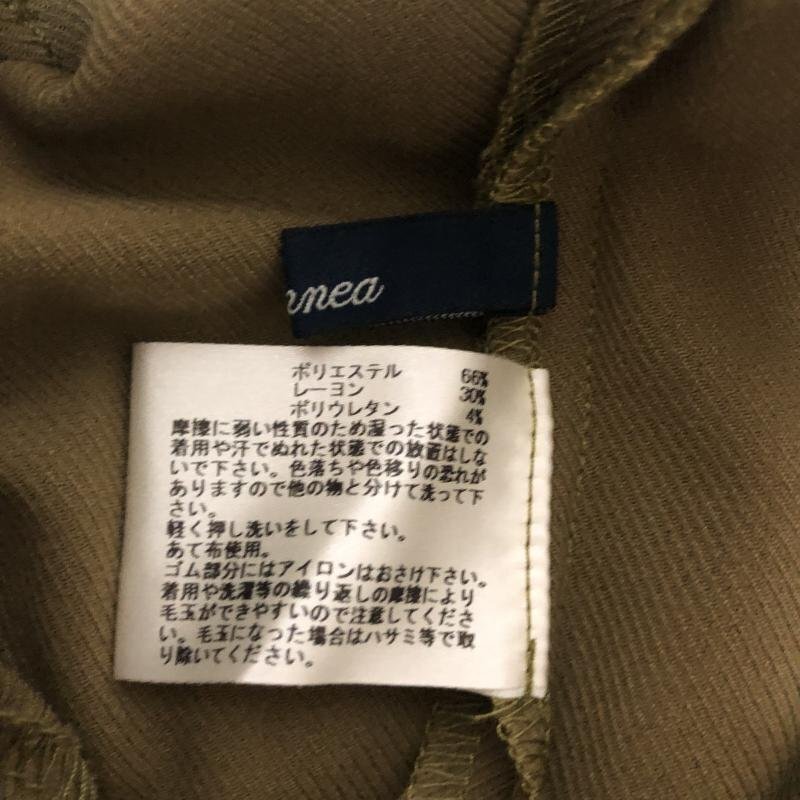 nnea
ポリエステル 66%
レーヨン 30%
ポリウレタン 4%
摩擦に弱い性質のため湿った状態での
着用や汗でぬれた状態での放置はしな
いで下さい。色落ちや色移りの恐れが
ありますので他の物と分けて洗って下
さい。
軽く押し洗いをして下さい。
あて布使用。
ゴム部分にはアイロンはおさけ下さい。
着用や洗濯等の繰り返しの摩擦により
毛玉ができやすいので注意してくださ
い。毛玉になった場合はハサミ等で取
り除いてください。